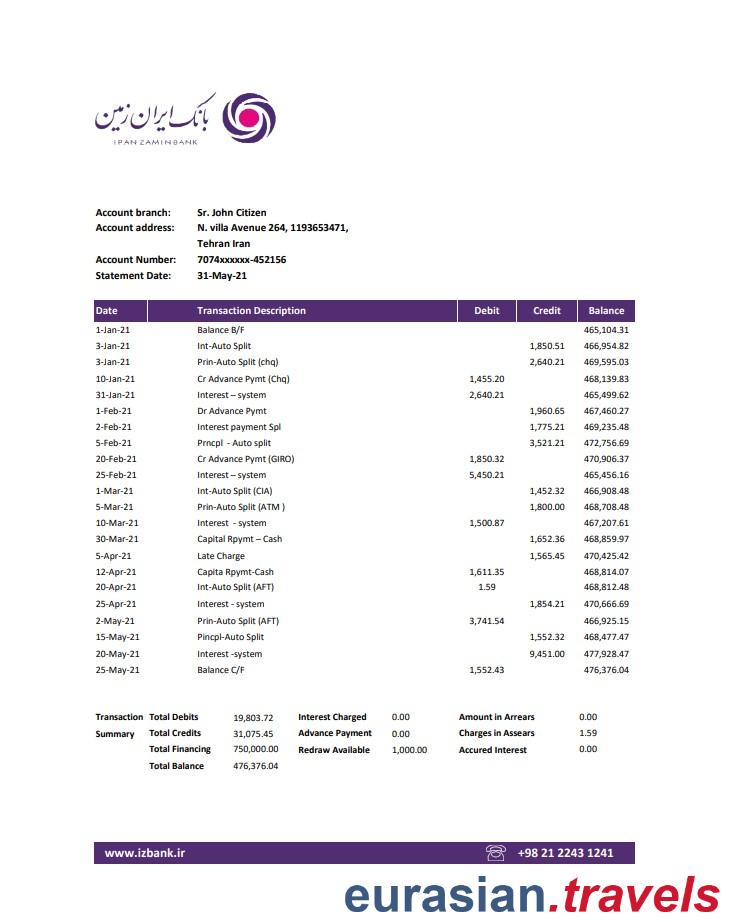 بانک ایران زمین
IRAN ZAMIN BANK
Account branch: Sr. John Citizen
Account address: N. villa Avenue 264, 1193653471,
Tehran Iran
Account Number: 7074xxxxxx-452156
Statement Date: 31-May-21
Date Transaction Description Debit Credit Balance
1-Jan-21 Balance B/F 465,104.31
3-Jan-21 Int-Auto Split 1,850.51 466,954.82
3-Jan-21 Prin-Auto Split (chq) 2,640.21 469,595.03
10-Jan-21 Cr Advance Pymt (Chq) 1,455.20 468,139.83
31-Jan-21 Interest – system 2,640.21 465,499.62
1-Feb-21 Dr Advance Pymt 1,960.65 467,460.27
2-Feb-21 Interest payment Spl 1,775.21 469,235.48
5-Feb-21 Prncpl - Auto split 3,521.21 472,756.69
20-Feb-21 Cr Advance Pymt (GIRO) 1,850.32 470,906.37
25-Feb-21 Interest – system 5,450.21 465,456.16
1-Mar-21 Int-Auto Split (CIA) 1,452.32 466,908.48
5-Mar-21 Prin-Auto Split (ATM ) 1,800.00 468,708.48
10-Mar-21 Interest - system 1,500.87 467,207.61
30-Mar-21 Capital Rpymt – Cash 1,652.36 468,859.97
5-Apr-21 Late Charge 1,565.45 470,425.42
12-Apr-21 Capita Rpymt-Cash 1,611.35 468,814.07
20-Apr-21 Int-Auto Split (AFT) 1.59 468,812.48
25-Apr-21 Interest - system 1,854.21 470,666.69
2-May-21 Prin-Auto Split (AFT) 3,741.54 466,925.15
15-May-21 Pincpl-Auto Split 1,552.32 468,477.47
20-May-21 Interest -system 9,451.00 477,928.47
25-May-21 Balance C/F 1,552.43 476,376.04
Transaction Total Debits 19,803.72 Interest Charged 0.00 Amount in Arrears 0.00
Summary Total Credits 31,075.45 Advance Payment 0.00 Charges in Assears 1.59
Total Financing 750,000.00 Redraw Available 1,000.00 Accured Interest 0.00
Total Balance 476,376.04
www.izbank.ir +98 21 2243 1241
eurasian.travels